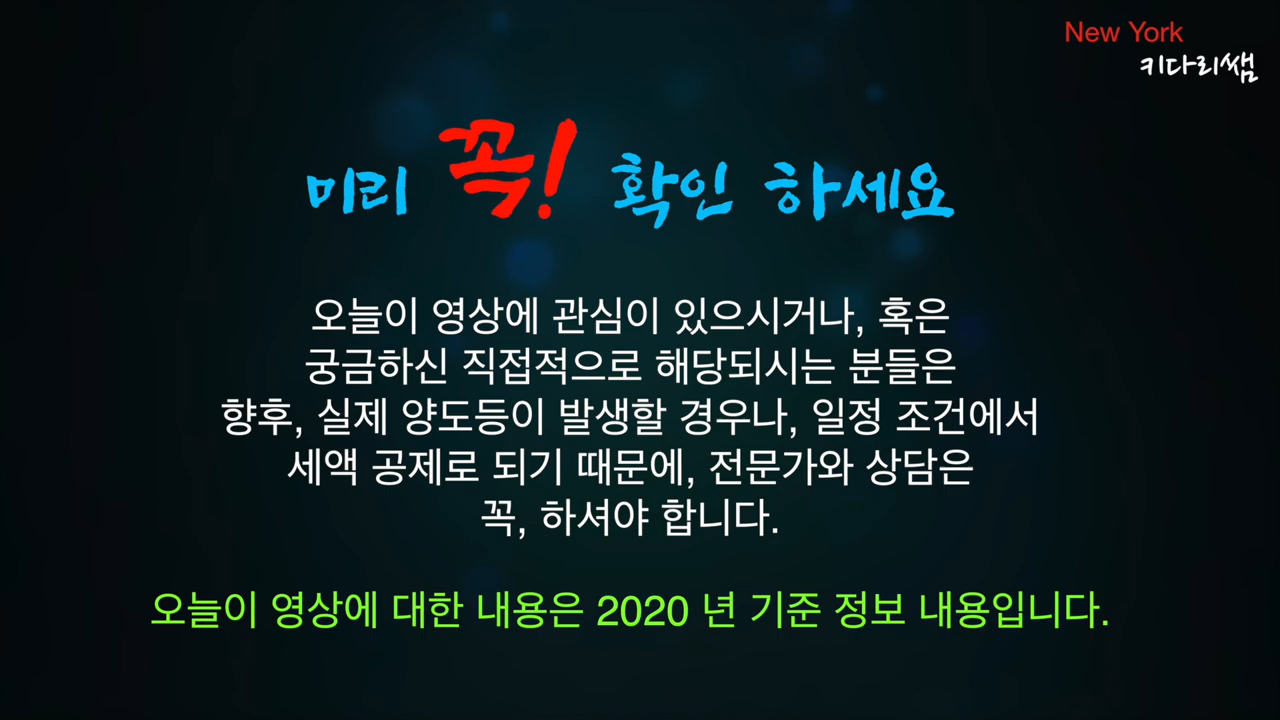 New York
키다리쌤
미리 꼭! 확인 하세요
오늘이 영상에 관심이 있으시거나, 혹은
궁금하신 직접적으로 해당되시는 분들은
향후, 실제 양도등이 발생할 경우나, 일정 조건에서
세액 공제로 되기 때문에, 전문가와 상담은
꼭, 하셔야 합니다.
오늘이 영상에 대한 내용은 2020 년 기준 정보 내용입니다.